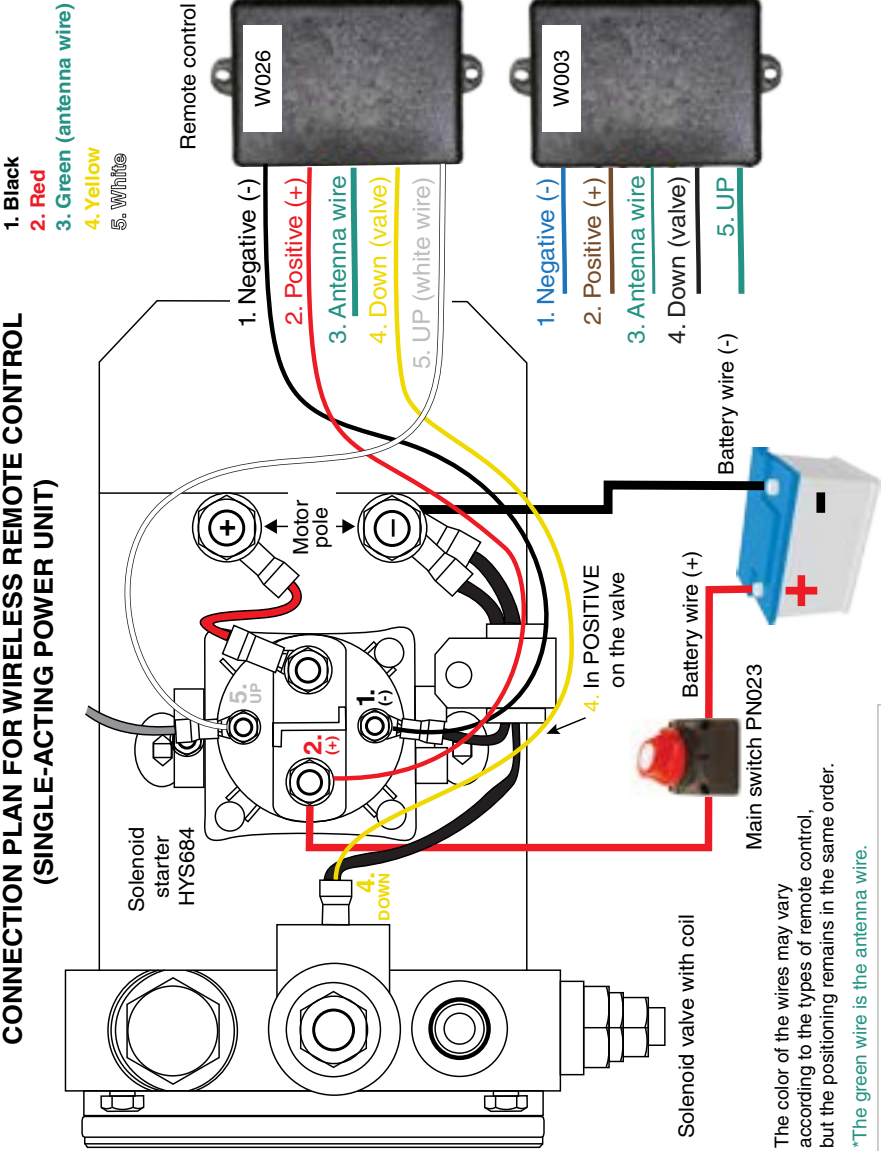 CONNECTION PLAN FOR WIRELESS REMOTE CONTROL
(SINGLE-ACTING POWER UNIT)
1. Black
2. Red
3. Green (antenna wire)
4. Yellow
5. White
Remote control
W026
1. Negative (-)
2. Positive (+)
3. Antenna wire
4. Down (valve)
5. UP (white wire)
W003
1. Negative (-)
2. Positive (+)
3. Antenna wire
4. Down (valve)
5. UP
Solenoid
starter
HYS684
5.
UP
2.
(+)
1.
(-)
+
Motor
pole
−
4.
DOWN
4. In POSITIVE
on the valve
Battery wire (-)
Battery wire (+)
+
-
Main switch PN023
Solenoid valve with coil
The color of the wires may vary
according to the types of remote control,
but the positioning remains in the same order.
*The green wire is the antenna wire.